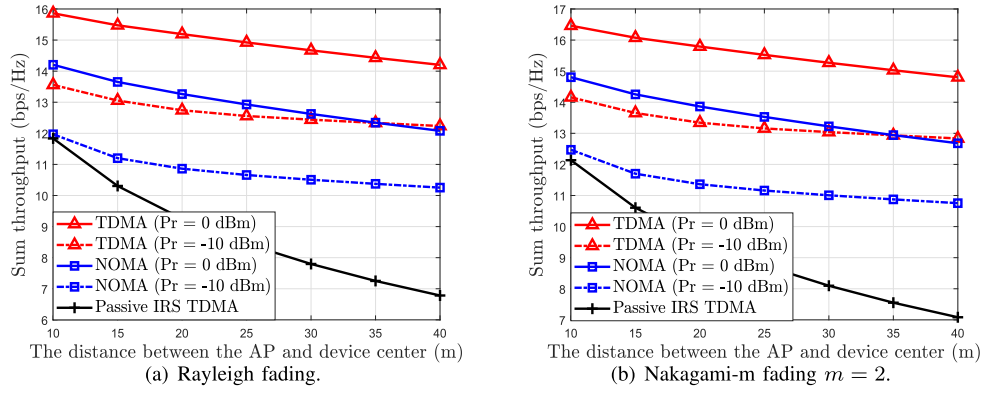 16
15
14
13
12
11
10
9
8
7
6
Sum throughput (bps/Hz)
TDMA (Pr = 0 dBm)
TDMA (Pr = -10 dBm)
NOMA (Pr = 0 dBm)
NOMA (Pr = -10 dBm)
Passive IRS TDMA
10 15 20 25 30 35 40
The distance between the AP and device center (m)
(a) Rayleigh fading.
17
16
15
14
13
12
11
10
9
8
7
Sum throughput (bps/Hz)
TDMA (Pr = 0 dBm)
TDMA (Pr = -10 dBm)
NOMA (Pr = 0 dBm)
NOMA (Pr = -10 dBm)
Passive IRS TDMA
10 15 20 25 30 35 40
The distance between the AP and device center (m)
(b) Nakagami-m fading m = 2.